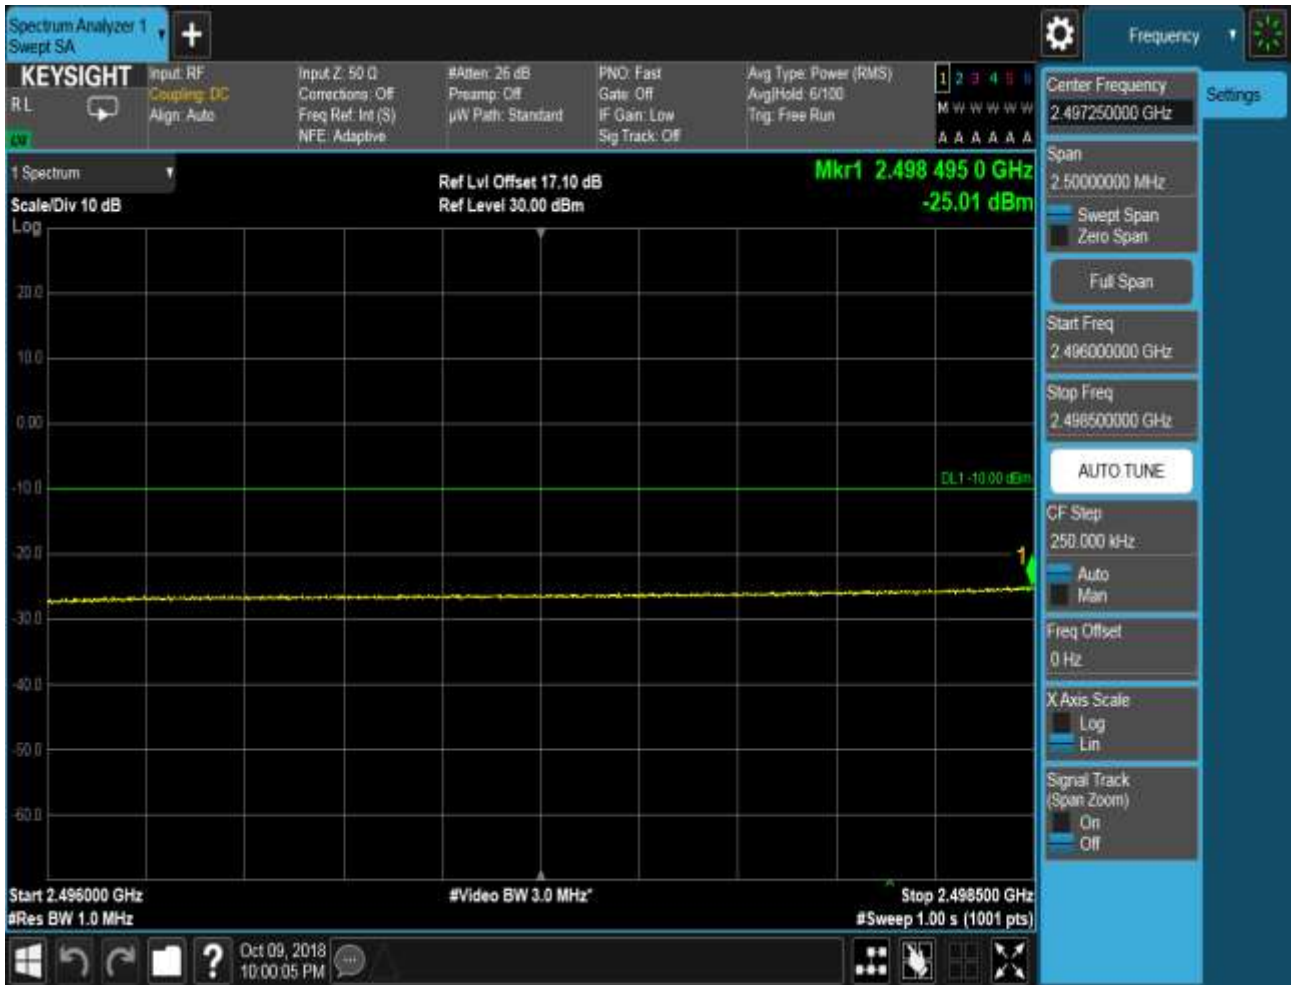 Spectrum Analyzer 1
Swept SA
+
Frequency
KEYSIGHT
RL
LXI
Input: RF
Coupling: DC
Align: Auto
Input Z: 50 Ω
Corrections: Off
Freq Ref: Int (S)
NFE: Adaptive
#Atten: 26 dB
Preamp: Off
µW Path: Standard
PNO: Fast
Gate: Off
IF Gain: Low
Sig Track: Off
Avg Type: Power (RMS)
Avg|Hold: 6/100
Trig: Free Run
1 2 3 4 5 6
M W W W W W
A A A A A A
Center Frequency
2.497250000 GHz
Settings
1 Spectrum
Scale/Div 10 dB
Log
Ref Lvl Offset 17.10 dB
Ref Level 30.00 dBm
Mkr1 2.498 495 0 GHz
-25.01 dBm
Span
2.50000000 MHz
Swept Span
Zero Span
Full Span
Start Freq
2.496000000 GHz
Stop Freq
2.498500000 GHz
AUTO TUNE
CF Step
250.000 kHz
Auto
Man
Freq Offset
0 Hz
X Axis Scale
Log
Lin
Signal Track
(Span Zoom)
On
Off
20.0
10.0
0.00
-10.0
DL1 -10.00 dBm
-20.0
1
-30.0
-40.0
-50.0
-60.0
Start 2.496000 GHz
#Video BW 3.0 MHz*
Stop 2.498500 GHz
#Res BW 1.0 MHz
#Sweep 1.00 s (1001 pts)
?
Oct 09, 2018
10:00:05 PM